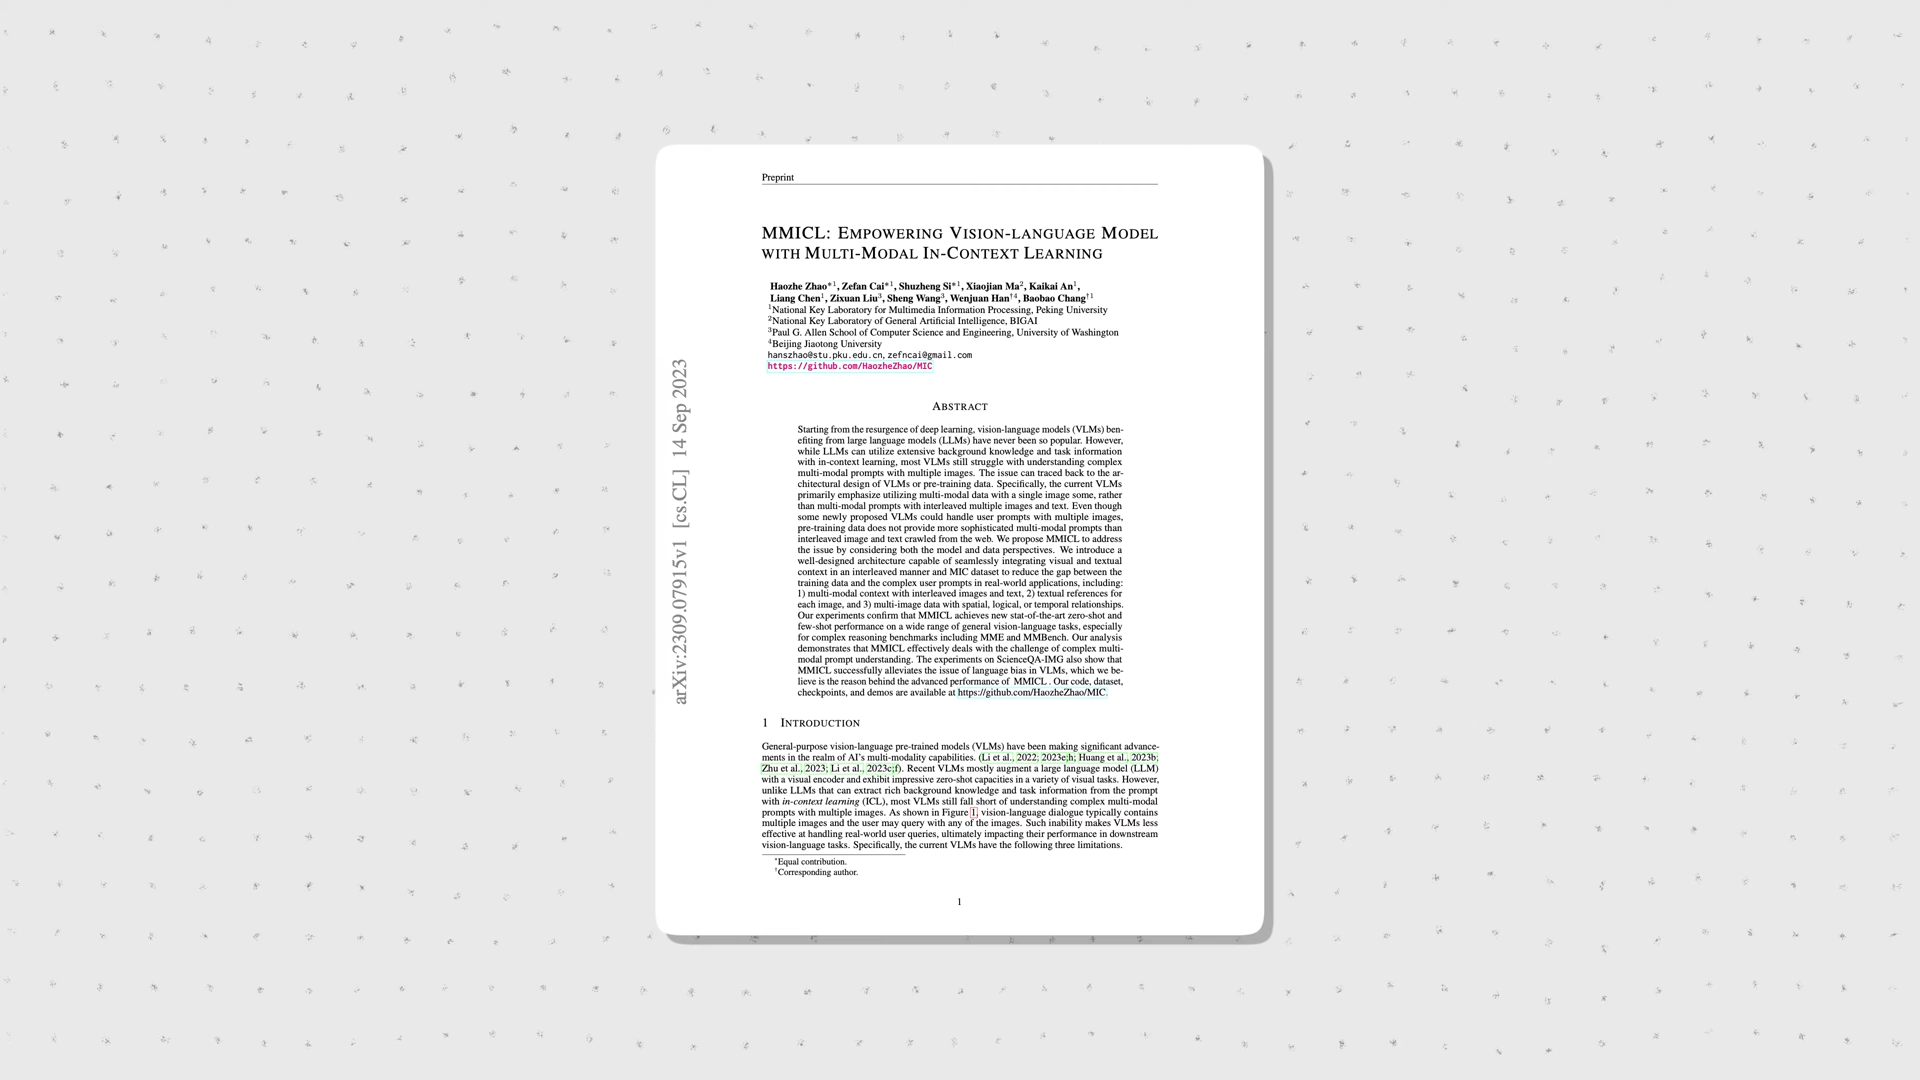 Preprint
MMICL: EMPOWERING VISION-LANGUAGE MODEL
WITH MULTI-MODAL IN-CONTEXT LEARNING
Haozhe Zhao*1, Zefan Cai*1, Shuzheng Si*1, Xiaojian Ma2, Kaikai An1,
Liang Chen1, Zixuan Liu3, Sheng Wang3, Wenjuan Han†4, Baobao Chang†1
1National Key Laboratory for Multimedia Information Processing, Peking University
2National Key Laboratory of General Artificial Intelligence, BIGAI
3Paul G. Allen School of Computer Science and Engineering, University of Washington
4Beijing Jiaotong University
hanszhao@stu.pku.edu.cn, zefncai@gmail.com
https://github.com/HaozheZhao/MIC
arXiv:2309.07915v1 [cs.CL] 14 Sep 2023
ABSTRACT
Starting from the resurgence of deep learning, vision-language models (VLMs) ben-
efiting from large language models (LLMs) have never been so popular. However,
while LLMs can utilize extensive background knowledge and task information
with in-context learning, most VLMs still struggle with understanding complex
multi-modal prompts with multiple images. The issue can traced back to the ar-
chitectural design of VLMs or pre-training data. Specifically, the current VLMs
primarily emphasize utilizing multi-modal data with a single image some, rather
than multi-modal prompts with interleaved multiple images and text. Even though
some newly proposed VLMs could handle user prompts with multiple images,
pre-training data does not provide more sophisticated multi-modal prompts than
interleaved image and text crawled from the web. We propose MMICL to address
the issue by considering both the model and data perspectives. We introduce a
well-designed architecture capable of seamlessly integrating visual and textual
context in an interleaved manner and MIC dataset to reduce the gap between the
training data and the complex user prompts in real-world applications, including:
1) multi-modal context with interleaved images and text, 2) textual references for
each image, and 3) multi-image data with spatial, logical, or temporal relationships.
Our experiments confirm that MMICL achieves new stat-of-the-art zero-shot and
few-shot performance on a wide range of general vision-language tasks, especially
for complex reasoning benchmarks including MME and MMBench. Our analysis
demonstrates that MMICL effectively deals with the challenge of complex multi-
modal prompt understanding. The experiments on ScienceQA-IMG also show that
MMICL successfully alleviates the issue of language bias in VLMs, which we be-
lieve is the reason behind the advanced performance of MMICL . Our code, dataset,
checkpoints, and demos are available at https://github.com/HaozheZhao/MIC.
1 INTRODUCTION
General-purpose vision-language pre-trained models (VLMs) have been making significant advance-
ments in the realm of AI's multi-modality capabilities. (Li et al., 2022; 2023e;h; Huang et al., 2023b;
Zhu et al., 2023; Li et al., 2023c;f). Recent VLMs mostly augment a large language model (LLM)
with a visual encoder and exhibit impressive zero-shot capacities in a variety of visual tasks. However,
unlike LLMs that can extract rich background knowledge and task information from the prompt
with in-context learning (ICL), most VLMs still fall short of understanding complex multi-modal
prompts with multiple images. As shown in Figure 1, vision-language dialogue typically contains
multiple images and the user may query with any of the images. Such inability makes VLMs less
effective at handling real-world user queries, ultimately impacting their performance in downstream
vision-language tasks. Specifically, the current VLMs have the following three limitations.
*Equal contribution.
†Corresponding author.
1